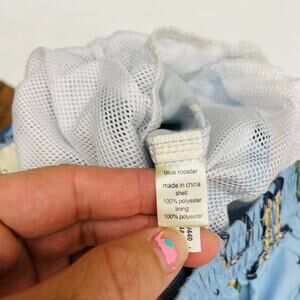 blue rooster
made in china
shell
100% polyester
lining
100% polyester